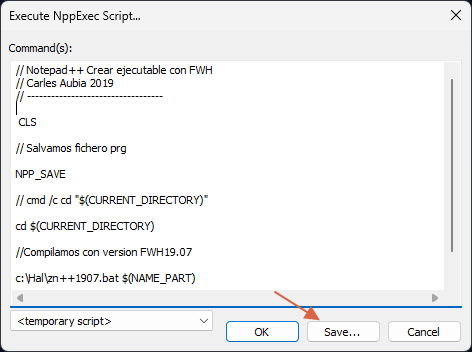 Execute NppExec Script...
Command(s):
// Notepad++ Crear ejecutable con FWH
// Carles Aubia 2019
// ----------------------------------
CLS
// Salvamos fichero prg
NPP_SAVE
// cmd /c cd "$(CURRENT_DIRECTORY)"
cd $(CURRENT_DIRECTORY)
//Compilamos con version FWH19.07
c:\Hal\zn++1907.bat $(NAME_PART)
<temporary script>
OK
Save...
Cancel